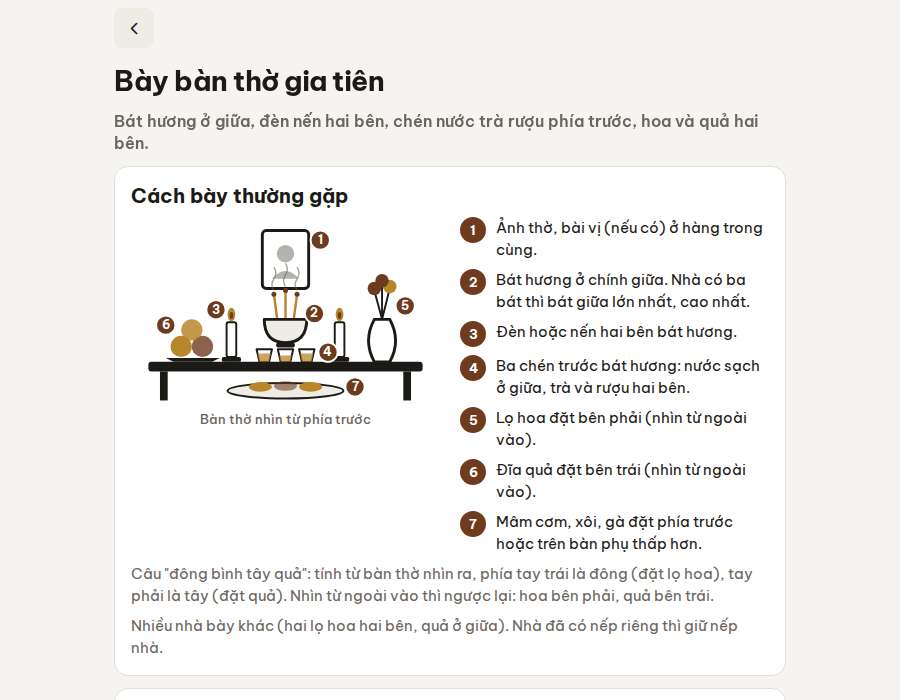 Bày bàn thờ gia tiên
Bát hương ở giữa, đèn nến hai bên, chén nước trà rượu phía trước, hoa và quả hai
bên.
Cách bày thường gặp
1
2
3
4
5
6
7
Bàn thờ nhìn từ phía trước
1 Ảnh thờ, bài vị (nếu có) ở hàng trong
cùng.
2 Bát hương ở chính giữa. Nhà có ba
bát thì bát giữa lớn nhất, cao nhất.
3 Đèn hoặc nến hai bên bát hương.
4 Ba chén trước bát hương: nước sạch
ở giữa, trà và rượu hai bên.
5 Lọ hoa đặt bên phải (nhìn từ ngoài
vào).
6 Đĩa quả đặt bên trái (nhìn từ ngoài
vào).
7 Mâm cơm, xôi, gà đặt phía trước
hoặc trên bàn phụ thấp hơn.
Câu "đông bình tây quả": tính từ bàn thờ nhìn ra, phía tay trái là đông (đặt lọ hoa), tay
phải là tây (đặt quả). Nhìn từ ngoài vào thì ngược lại: hoa bên phải, quả bên trái.
Nhiều nhà bày khác (hai lọ hoa hai bên, quả ở giữa). Nhà đã có nếp riêng thì giữ nếp
nhà.